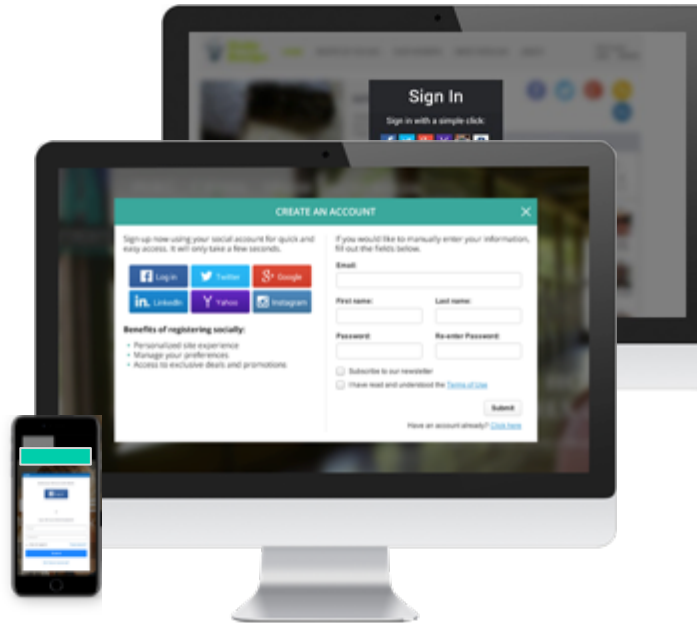 Sign In
Sign in with a simple click:
CREATE AN ACCOUNT
Sign up now using your social account for quick and
easy access. It will only take a few seconds.
Log in
Twitter
Google
LinkedIn
Yahoo
Instagram
Benefits of registering socially:
Personalized site experience
Manage your preferences
Access to exclusive deals and promotions
If you would like to manually enter your information,
fill out the fields below.
Email:
First name: Last name:
Password: Re-enter Password:
Subscribe to our newsletter
I have read and understood the Terms of Use
Submit
Have an account already? Click here